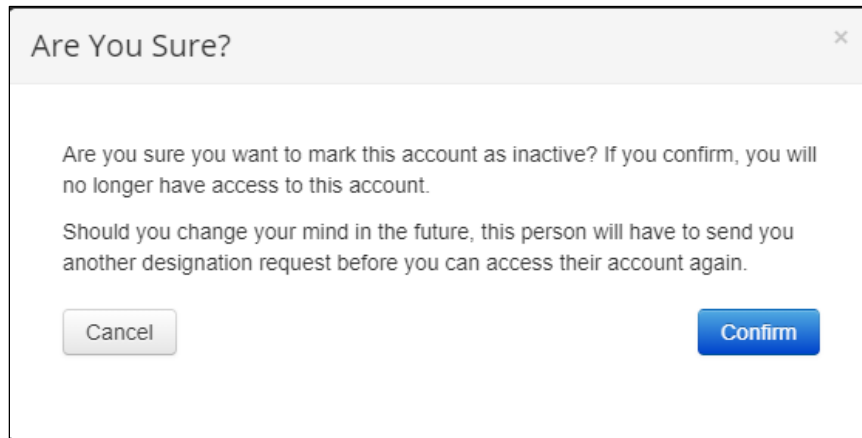 Are You Sure?
×
Are you sure you want to mark this account as inactive? If you confirm, you will
no longer have access to this account.
Should you change your mind in the future, this person will have to send you
another designation request before you can access their account again.
Cancel
Confirm